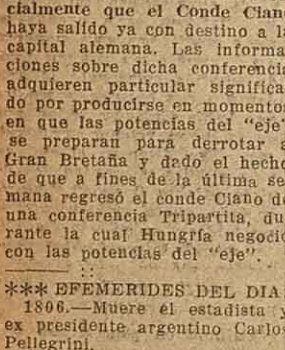 cialmente que el Conde Ciano
haya salido ya con destino a la
capital alemana. Las informa
ciones sobre dicha conferencia
adquieren particular significa
do por producirse en momentos
en que las potencias del "eje"
se preparan para derrotar a
Gran Bretaña y dado el hecho
de que a fines de la última se
mana regresó el conde Ciano de
una conferencia Tripartita, du
rante la cual Hungría negoció
con las potencias del "eje".
——— ::
*** EFEMERIDES DEL DIA
1806.—Muere el estadista y
ex presidente argentino Carlos
Pellegrini.